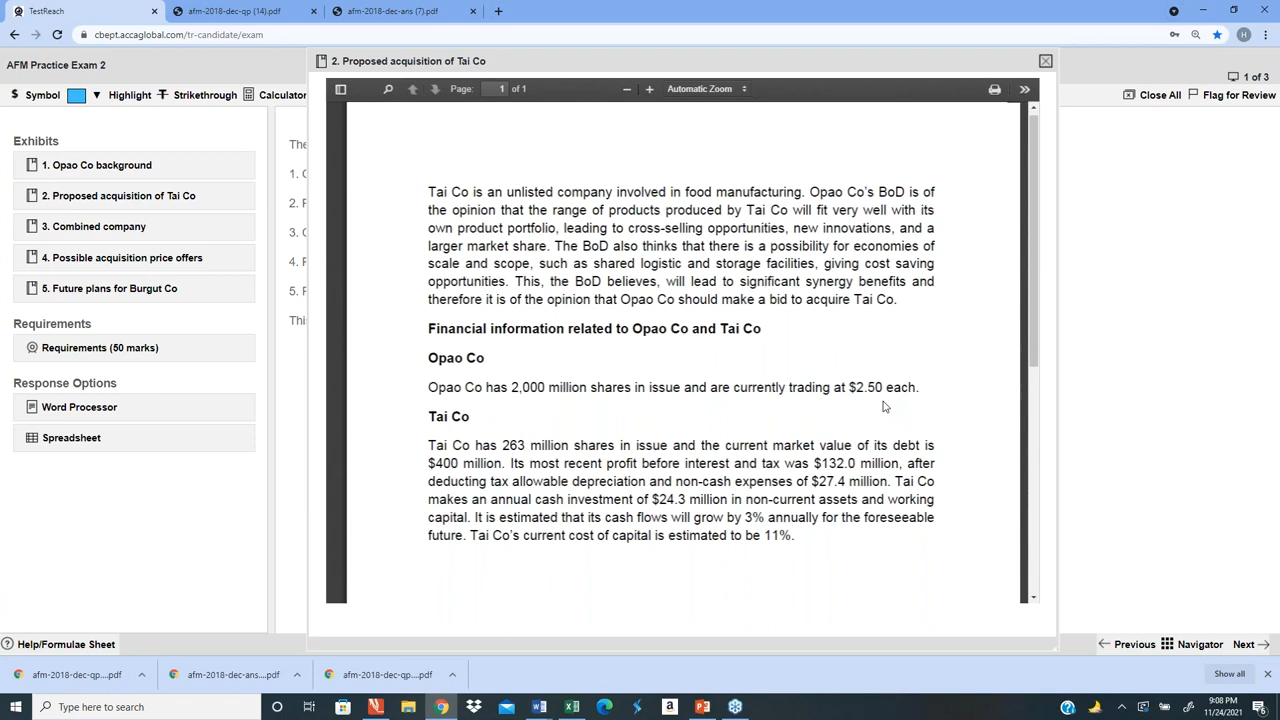 TestReach
afm-2018-dec-qp (14).pdf
afm-2018-dec-ans (7).pdf
cbept.accaglobal.com/tr-candidate/exam
H
AFM Practice Exam 2
2. Proposed acquisition of Tai Co
1 of 3
$ Symbol
Highlight
Strikethrough
Calculator
Page: 1 of 1
Automatic Zoom
Close All
Flag for Review
Exhibits
1. Opao Co background
2. Proposed acquisition of Tai Co
3. Combined company
4. Possible acquisition price offers
5. Future plans for Burgut Co
Requirements
Requirements (50 marks)
Response Options
Word Processor
Spreadsheet
The
1. C
2. F
3. C
4. F
5. F
This
Tai Co is an unlisted company involved in food manufacturing. Opao Co's BoD is of
the opinion that the range of products produced by Tai Co will fit very well with its
own product portfolio, leading to cross-selling opportunities, new innovations, and a
larger market share. The BoD also thinks that there is a possibility for economies of
scale and scope, such as shared logistic and storage facilities, giving cost saving
opportunities. This, the BoD believes, will lead to significant synergy benefits and
therefore it is of the opinion that Opao Co should make a bid to acquire Tai Co.
Financial information related to Opao Co and Tai Co
Opao Co
Opao Co has 2,000 million shares in issue and are currently trading at $2.50 each.
Tai Co
Tai Co has 263 million shares in issue and the current market value of its debt is
$400 million. Its most recent profit before interest and tax was $132.0 million, after
deducting tax allowable depreciation and non-cash expenses of $27.4 million. Tai Co
makes an annual cash investment of $24.3 million in non-current assets and working
capital. It is estimated that its cash flows will grow by 3% annually for the foreseeable
future. Tai Co's current cost of capital is estimated to be 11%.
Help/Formulae Sheet
Previous
Navigator
Next
afm-2018-dec-qp....pdf
afm-2018-dec-ans....pdf
afm-2018-dec-qp....pdf
Show all
Type here to search
9:08 PM
11/24/2021